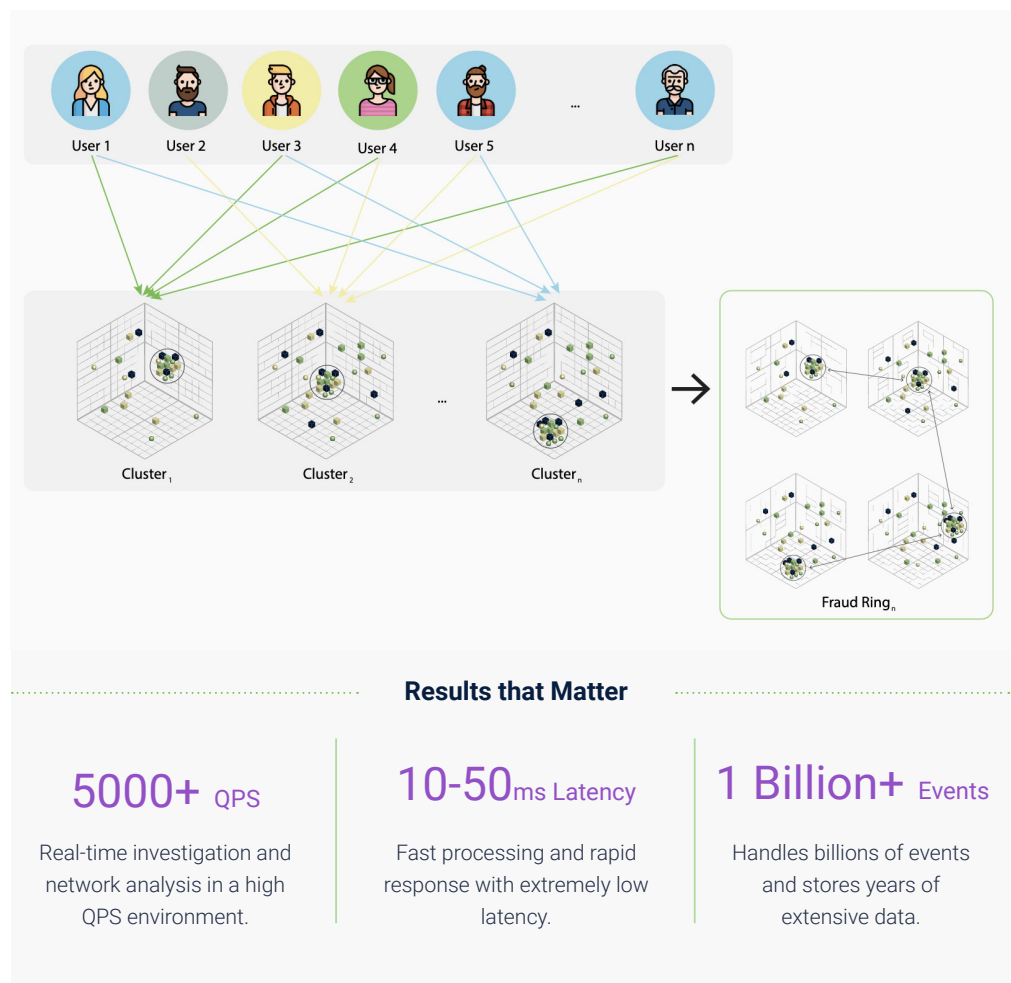 User 1 User 2 User 3 User 4 User 5 ... User n
Cluster₁ Cluster₂ ... Clusterₙ
Fraud Ringₙ
Results that Matter
5000+ QPS
Real-time investigation and
network analysis in a high
QPS environment.
10-50ms Latency
Fast processing and rapid
response with extremely low
latency.
1 Billion+ Events
Handles billions of events
and stores years of
extensive data.